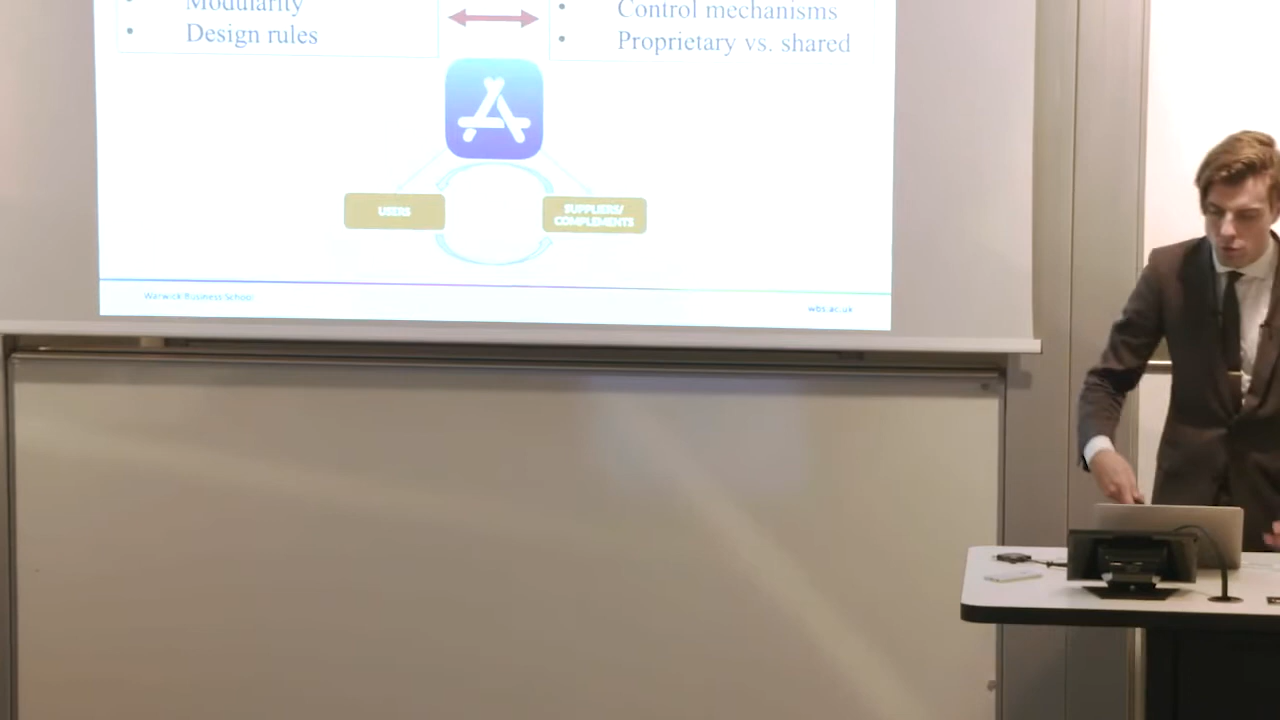 Modularity
Design rules
Control mechanisms
Proprietary vs. shared
USERS
SUPPLIERS/
COMPLEMENTS
Warwick Business School
wbs.ac.uk